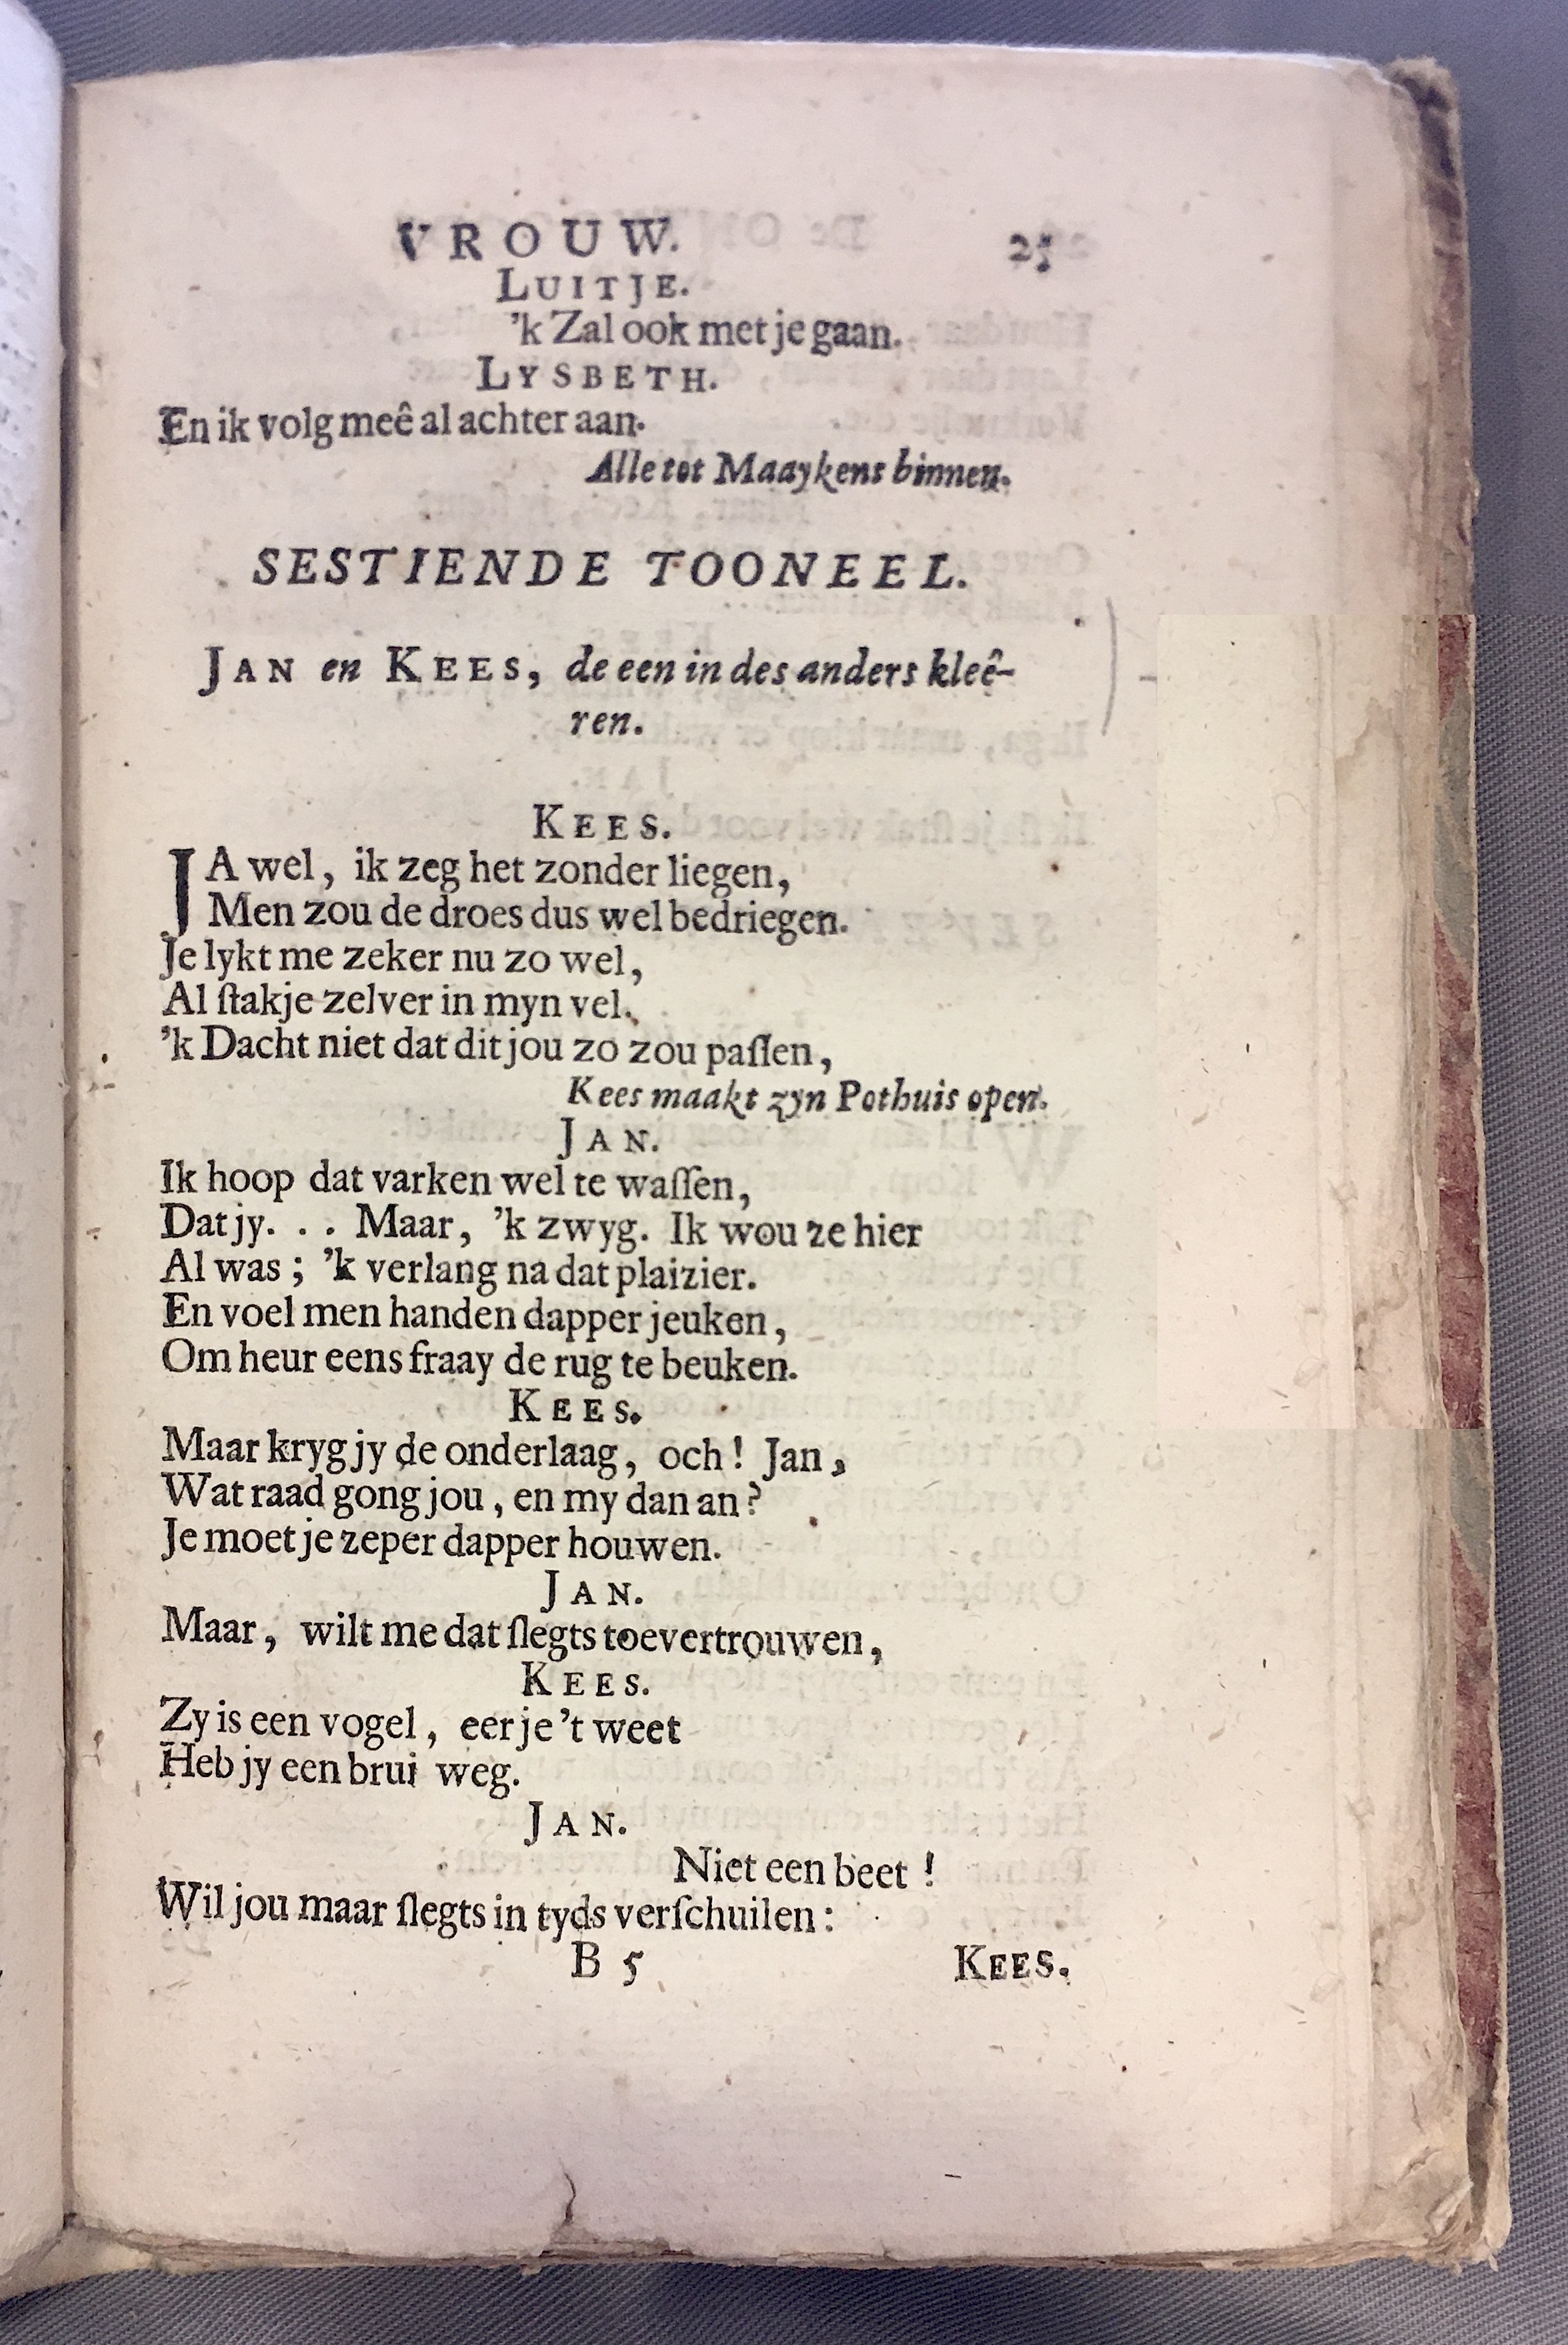 VROUW. 25
LUITJE.
'k Zal ook met je gaan.
LYSBETH.
En ik volg meê al achter aan.
Alle tot Maaykens binnen.
SESTIENDE TOONEEL.
JAN en KEES, de een in des anders kleê-
ren.
KEES.
JA wel, ik zeg het zonder liegen,
Men zou de droes dus wel bedriegen.
Je lykt me zeker nu zo wel,
Al ſtakje zelver in myn vel.
'k Dacht niet dat dit jou zo zou paſſen,
Kees maakt zyn Pothuis open.
JAN.
Ik hoop dat varken wel te waſſen,
Dat jy. . . Maar, 'k zwyg. Ik wou ze hier
Al was; 'k verlang na dat plaizier.
En voel men handen dapper jeuken,
Om heur eens fraay de rug te beuken.
KEES.
Maar kryg jy de onderlaag, och! Jan,
Wat raad gong jou, en my dan an?
Je moet je zeper dapper houwen.
JAN.
Maar, wilt me dat ſlegts toevertrouwen,
KEES.
Zy is een vogel, eer je 't weet
Heb jy een brui weg.
JAN.
Niet een beet!
Wil jou maar ſlegts in tyds verſchuilen:
B 5 KEES.